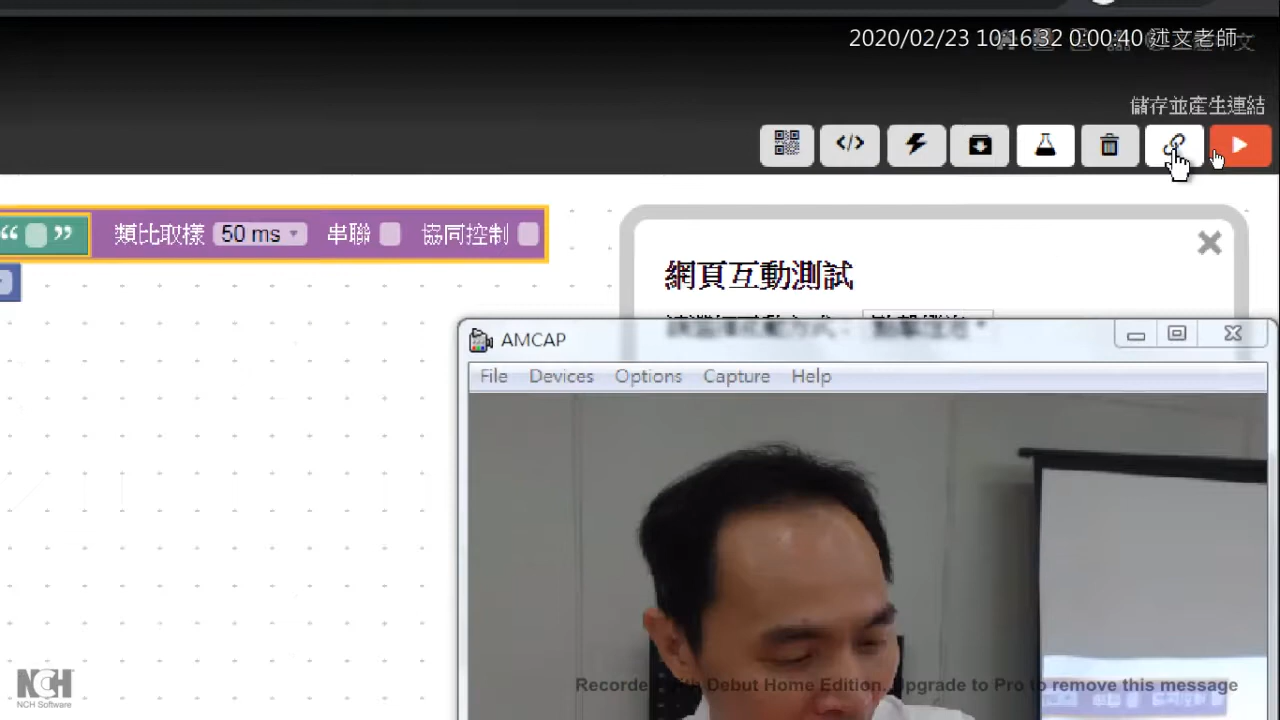 2020/02/23 10:16:32 0:00:40 述文老師
儲存並產生連結
“ ” 類比取樣 50 ms 串聯 協同控制
網頁互動測試
AMCAP
File Devices Options Capture Help
NCH
NCH Software
Recorded with Debut Home Edition. Upgrade to Pro to remove this message